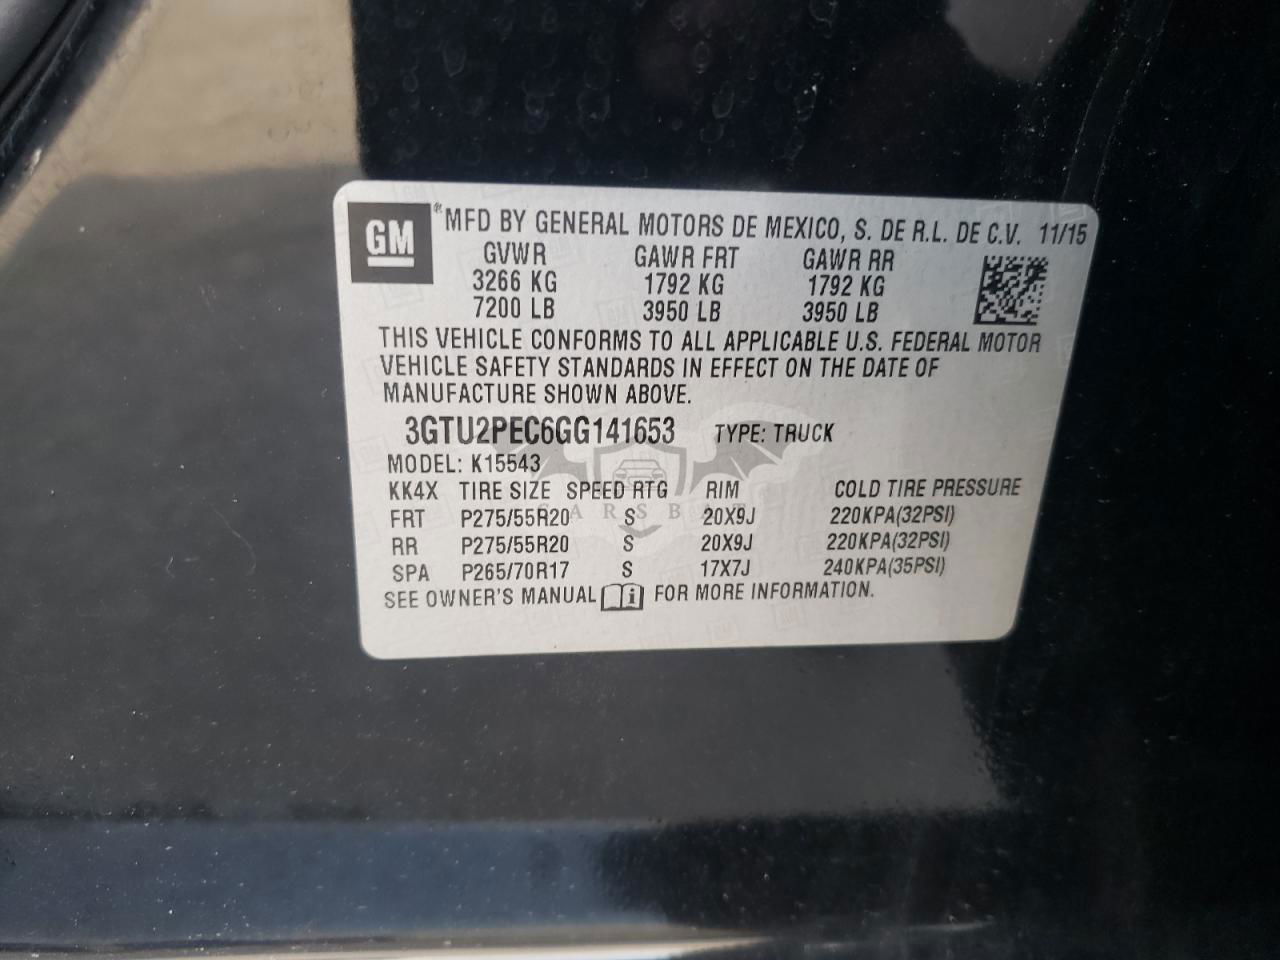 GM ® MFD BY GENERAL MOTORS DE MEXICO, S. DE R.L. DE C.V. 11/15
GVWR GAWR FRT GAWR RR
3266 KG 1792 KG 1792 KG
7200 LB 3950 LB 3950 LB
THIS VEHICLE CONFORMS TO ALL APPLICABLE U.S. FEDERAL MOTOR
VEHICLE SAFETY STANDARDS IN EFFECT ON THE DATE OF
MANUFACTURE SHOWN ABOVE.
3GTU2PEC6GG141653 TYPE: TRUCK
MODEL: K15543
KK4X TIRE SIZE SPEED RTG RIM COLD TIRE PRESSURE
FRT P275/55R20 S 20X9J 220KPA(32PSI)
RR P275/55R20 S 20X9J 220KPA(32PSI)
SPA P265/70R17 S 17X7J 240KPA(35PSI)
SEE OWNER'S MANUAL FOR MORE INFORMATION.